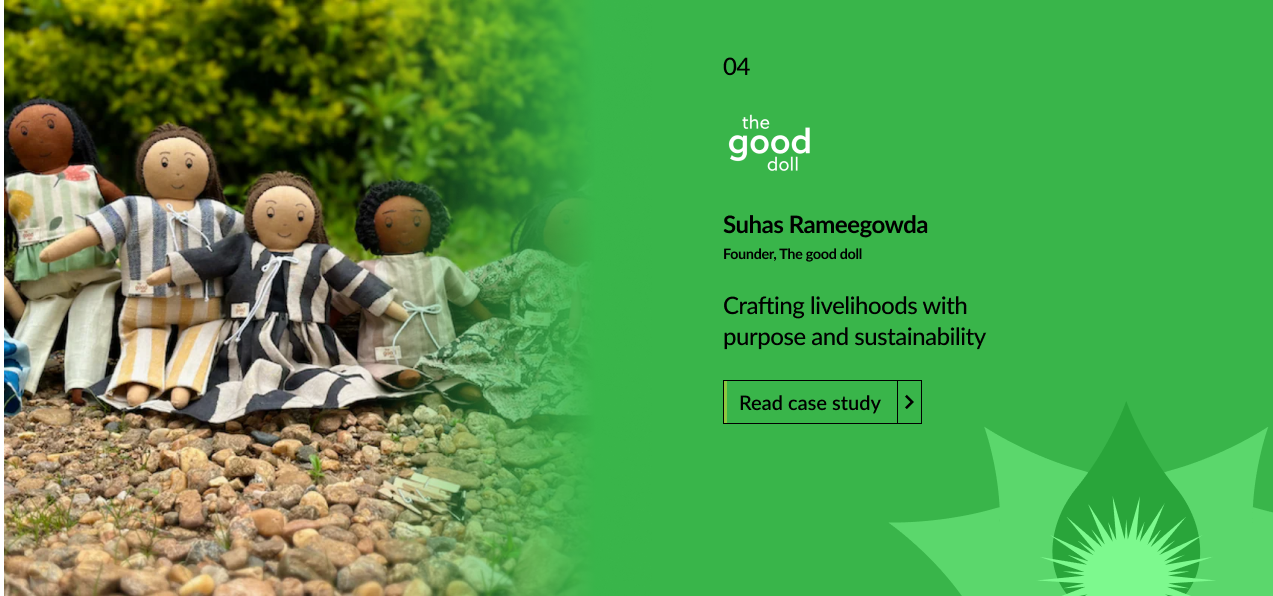 04
the
good
doll
Suhas Rameegowda
Founder, The good doll
Crafting livelihoods with
purpose and sustainability
Read case study